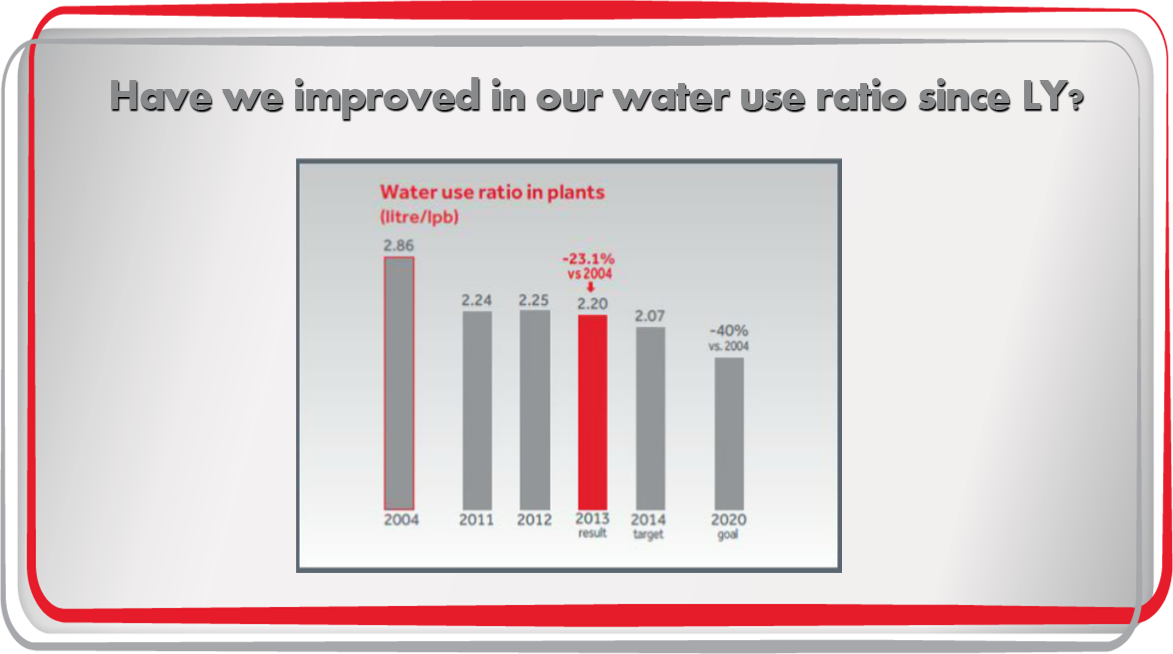 Have we improved in our water use ratio since LY?
Water use ratio in plants
(litre/lpb)
2.86
-23.1%
vs 2004
2.24 2.25 2.20 2.07
-40%
vs. 2004
2004 2011 2012 2013 2014 2020
result target goal